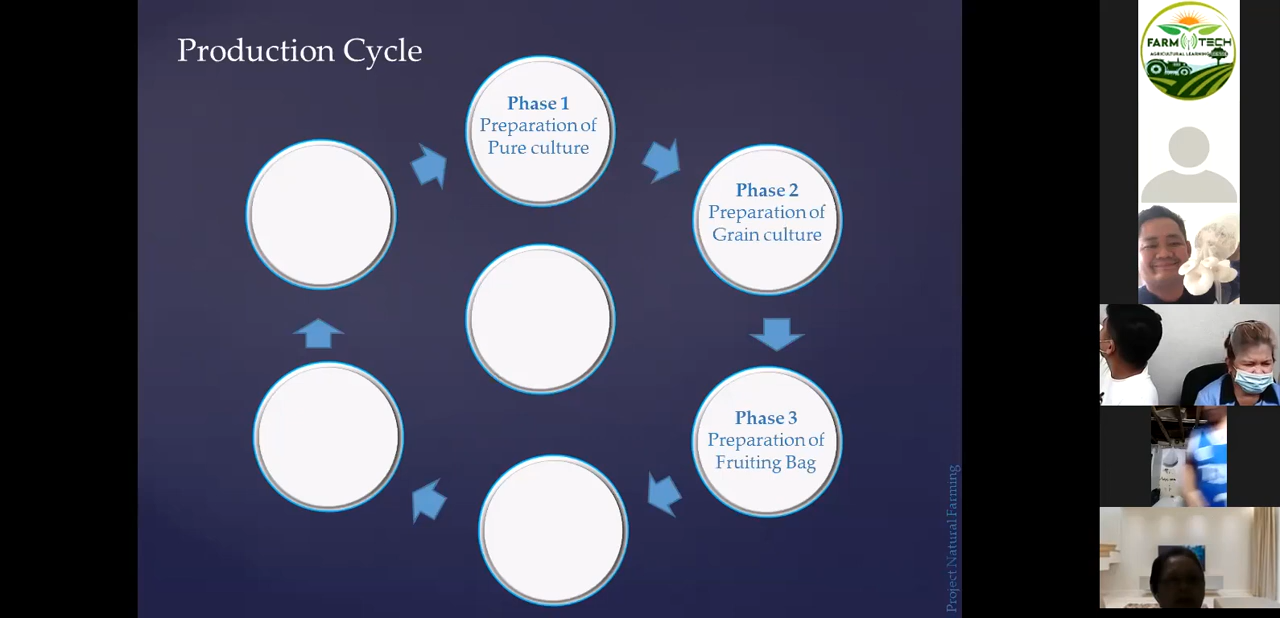 Production Cycle
Phase 1
Preparation of
Pure culture
Phase 2
Preparation of
Grain culture
Phase 3
Preparation of
Fruiting Bag
Project Natural Farming
FARM TECH
AGRICULTURAL LEARNING